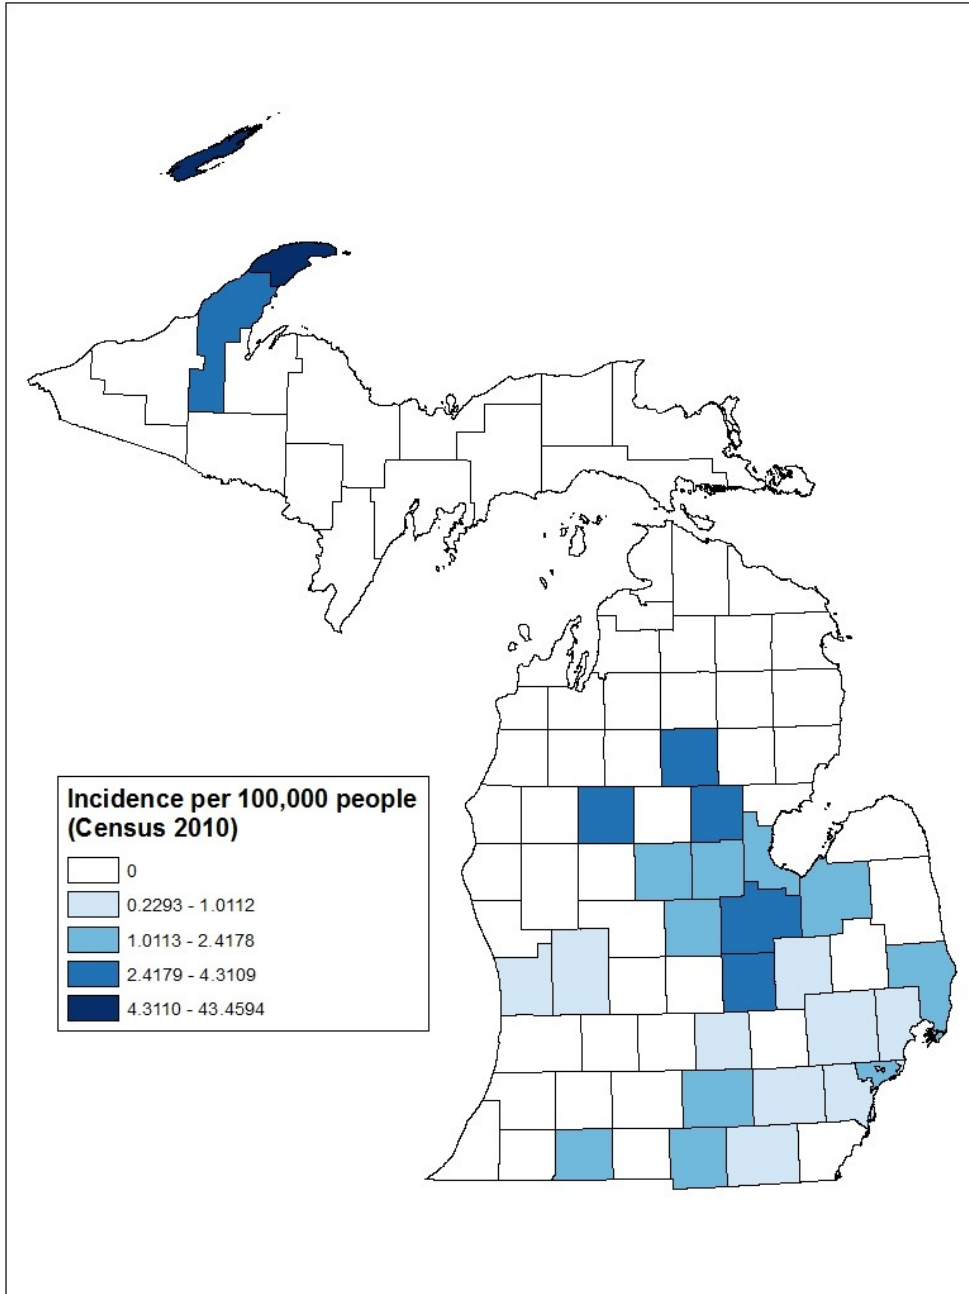 Incidence per 100,000 people
(Census 2010)
0
0.2293 - 1.0112
1.0113 - 2.4178
2.4179 - 4.3109
4.3110 - 43.4594